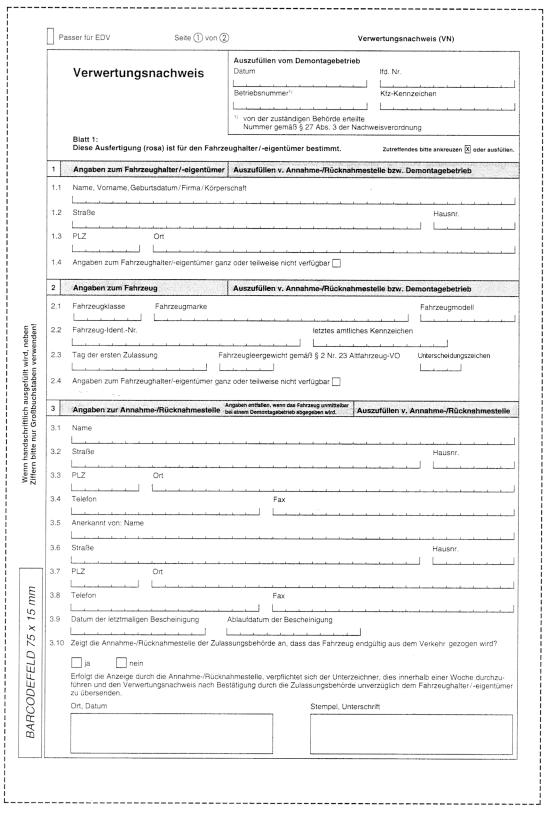 Passer für EDV Seite 1 von 2 Verwertungsnachweis (VN)
Verwertungsnachweis
Auszufüllen vom Demontagebetrieb
Datum lfd. Nr.
Betriebsnummer¹⁾ Kfz-Kennzeichen
¹⁾ von der zuständigen Behörde erteilte
Nummer gemäß § 27 Abs. 3 der Nachweisverordnung
Blatt 1:
Diese Ausfertigung (rosa) ist für den Fahrzeughalter/-eigentümer bestimmt. Zutreffendes bitte ankreuzen X oder ausfüllen.
1 Angaben zum Fahrzeughalter/-eigentümer Auszufüllen v. Annahme-/Rücknahmestelle bzw. Demontagebetrieb
1.1 Name, Vorname, Geburtsdatum/Firma/Körperschaft
1.2 Straße Hausnr.
1.3 PLZ Ort
1.4 Angaben zum Fahrzeughalter/-eigentümer ganz oder teilweise nicht verfügbar
2 Angaben zum Fahrzeug Auszufüllen v. Annahme-/Rücknahmestelle bzw. Demontagebetrieb
2.1 Fahrzeugklasse Fahrzeugmarke Fahrzeugmodell
2.2 Fahrzeug-Ident.-Nr. letztes amtliches Kennzeichen
2.3 Tag der ersten Zulassung Fahrzeugleergewicht gemäß § 2 Nr. 23 Altfahrzeug-VO Unterscheidungszeichen
2.4 Angaben zum Fahrzeughalter/-eigentümer ganz oder teilweise nicht verfügbar
3 Angaben zur Annahme-/Rücknahmestelle Angaben entfallen, wenn das Fahrzeug unmittelbar
bei einem Demontagebetrieb abgegeben wird. Auszufüllen v. Annahme-/Rücknahmestelle
3.1 Name
3.2 Straße Hausnr.
3.3 PLZ Ort
3.4 Telefon Fax
3.5 Anerkannt von: Name
3.6 Straße Hausnr.
3.7 PLZ Ort
3.8 Telefon Fax
3.9 Datum der letztmaligen Bescheinigung Ablaufdatum der Bescheinigung
3.10 Zeigt die Annahme-/Rücknahmestelle der Zulassungsbehörde an, dass das Fahrzeug endgültig aus dem Verkehr gezogen wird?
ja nein
Erfolgt die Anzeige durch die Annahme-/Rücknahmestelle, verpflichtet sich der Unterzeichner, dies innerhalb einer Woche durchzu-
führen und den Verwertungsnachweis nach Bestätigung durch die Zulassungsbehörde unverzüglich dem Fahrzeughalter/-eigentümer
zu übersenden.
Ort, Datum Stempel, Unterschrift
Wenn handschriftlich ausgefüllt wird, neben
Ziffern bitte nur Großbuchstaben verwenden!
BARCODEFELD 75 x 15 mm